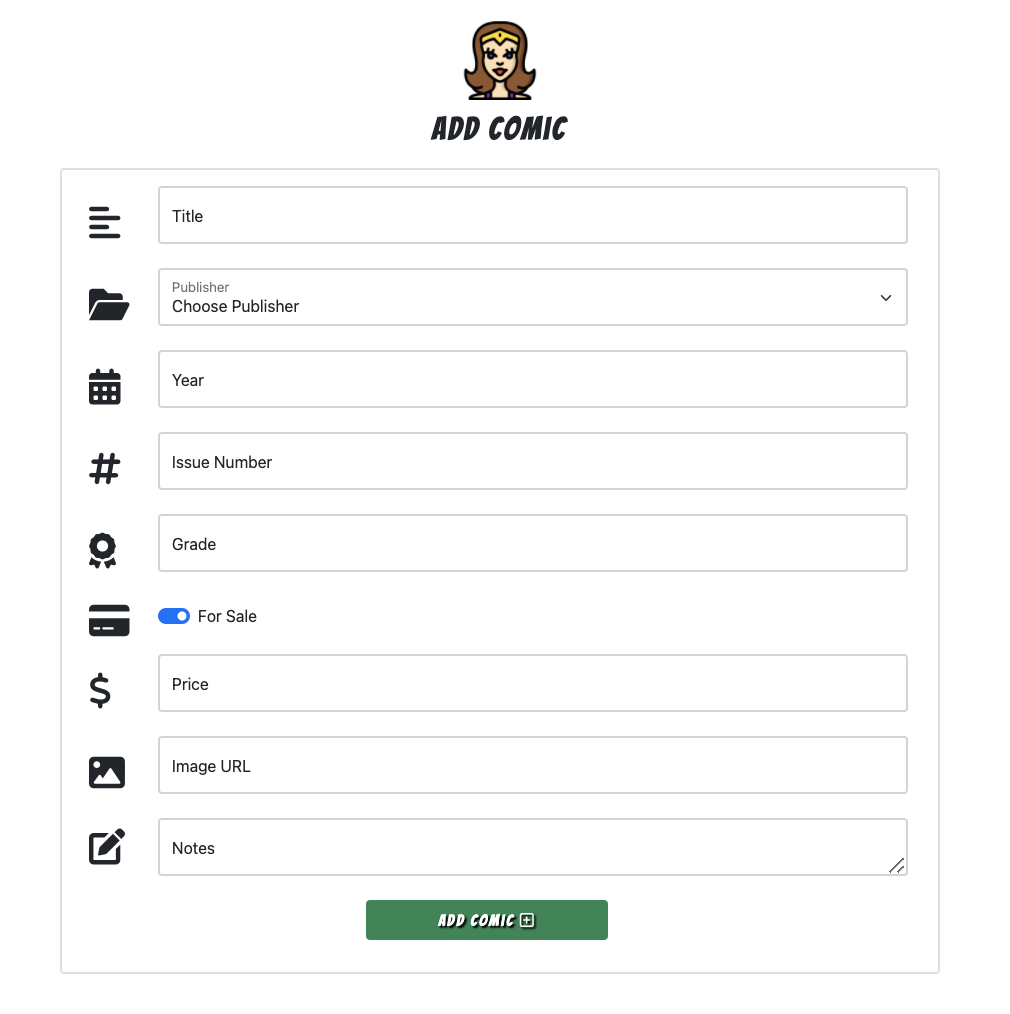 ADD COMIC
Title
Publisher
Choose Publisher
Year
Issue Number
Grade
For Sale
Price
Image URL
Notes
ADD COMIC